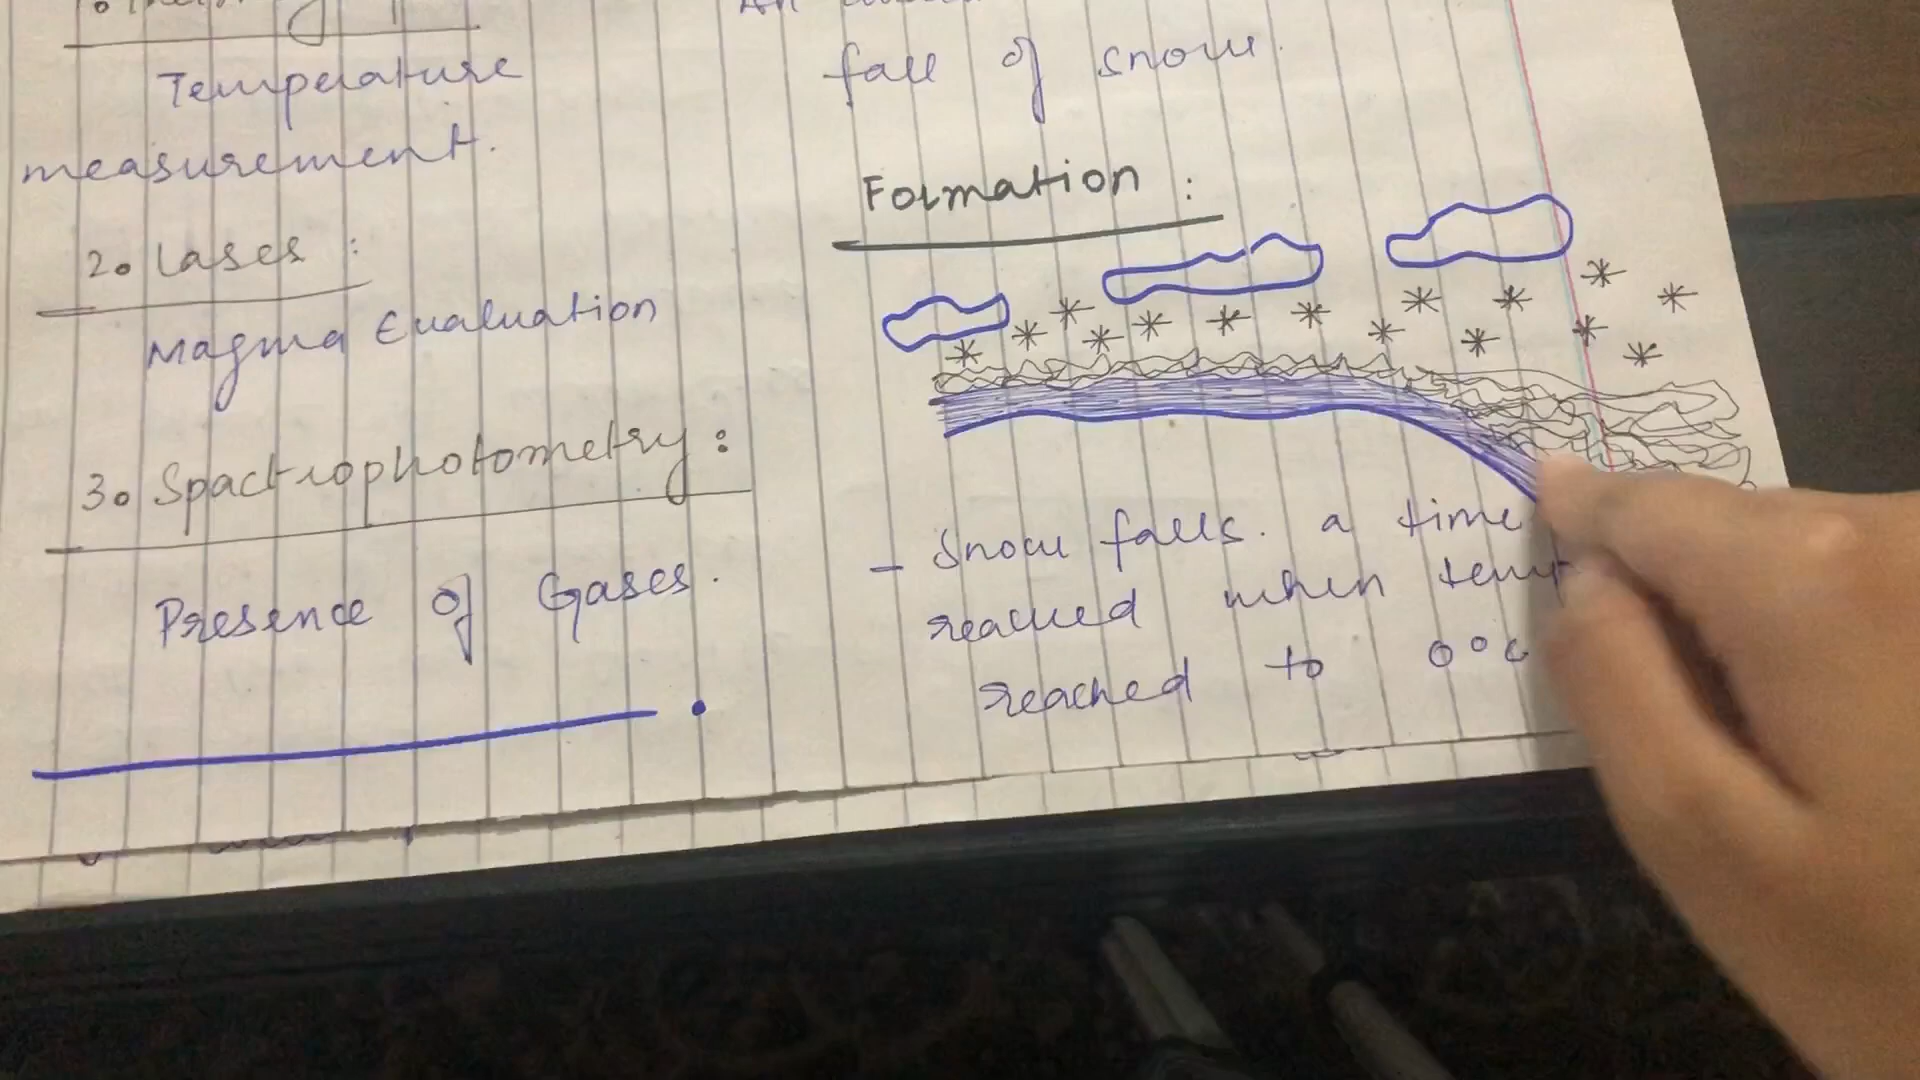 Temperature
measurement.
2. Lases :
Magma Evaluation
3. Spactrophotometry :
Presence of Gases.
fall of snow.
Formation :
- Snow falls. a time
reached when temp
reached to 0°C